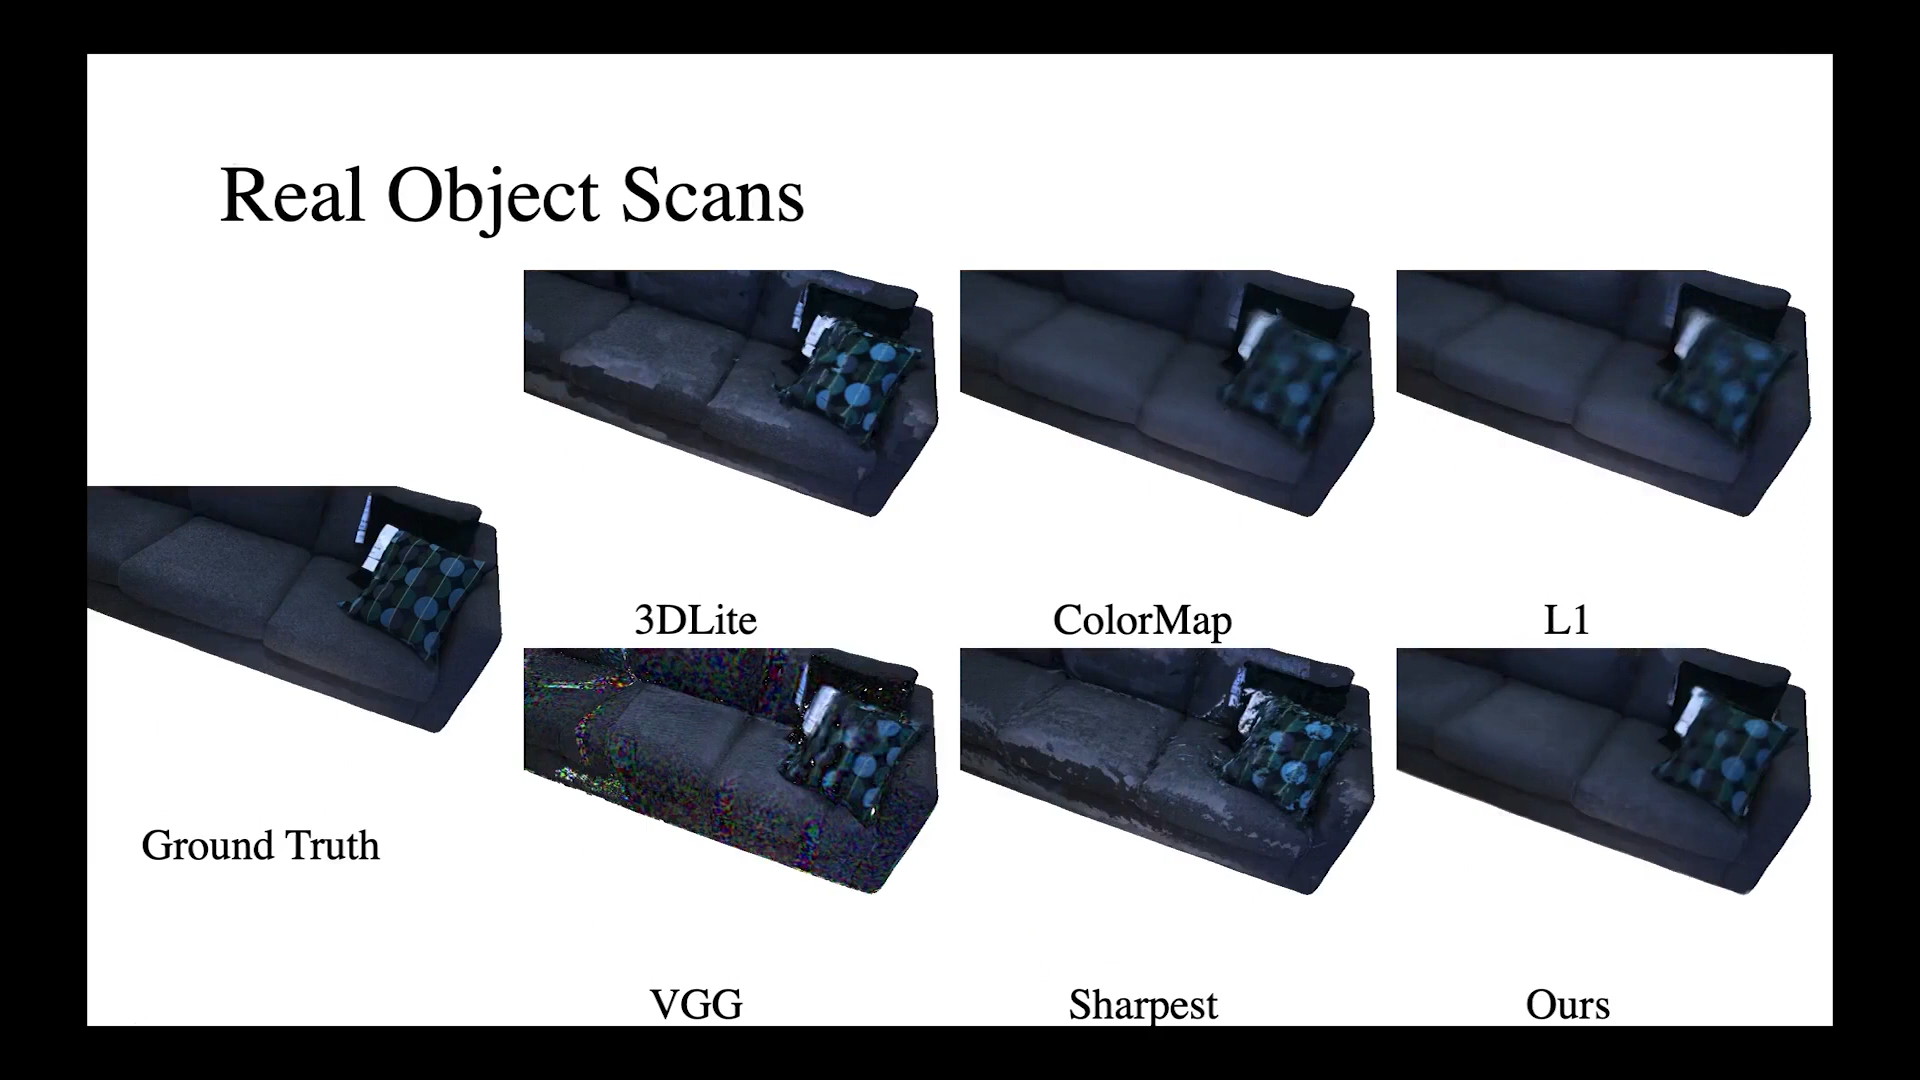 Real Object Scans
3DLite
ColorMap
L1
Ground Truth
VGG
Sharpest
Ours